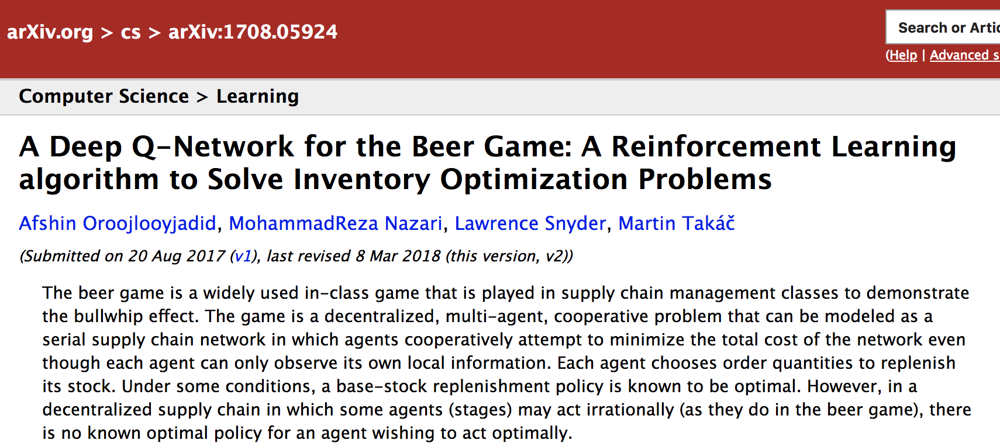 arXiv.org > cs > arXiv:1708.05924
Search or Artic
(Help | Advanced s
Computer Science > Learning
A Deep Q-Network for the Beer Game: A Reinforcement Learning
algorithm to Solve Inventory Optimization Problems
Afshin Oroojlooyjadid, MohammadReza Nazari, Lawrence Snyder, Martin Takáč
(Submitted on 20 Aug 2017 (v1), last revised 8 Mar 2018 (this version, v2))
The beer game is a widely used in-class game that is played in supply chain management classes to demonstrate
the bullwhip effect. The game is a decentralized, multi-agent, cooperative problem that can be modeled as a
serial supply chain network in which agents cooperatively attempt to minimize the total cost of the network even
though each agent can only observe its own local information. Each agent chooses order quantities to replenish
its stock. Under some conditions, a base-stock replenishment policy is known to be optimal. However, in a
decentralized supply chain in which some agents (stages) may act irrationally (as they do in the beer game), there
is no known optimal policy for an agent wishing to act optimally.